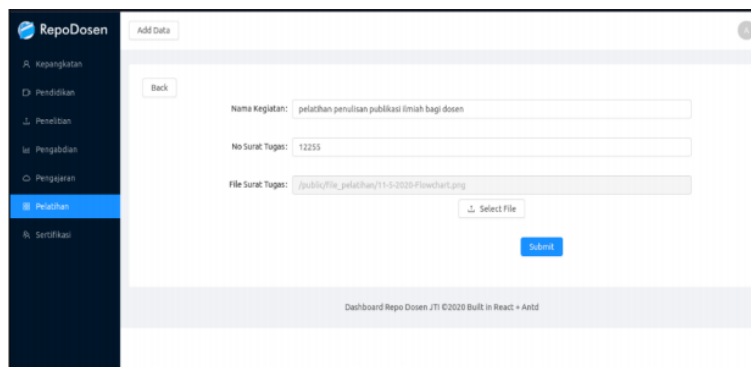 RepoDosen
Add Data
A
Kepangkatan
Pendidikan
Penelitian
Pengabdian
Pengajaran
Pelatihan
Sertifikasi
Back
Nama Kegiatan: pelatihan penulisan publikasi ilmiah bagi dosen
No Surat Tugas: 12255
File Surat Tugas: /public/file_pelatihan/11-5-2020-Flowchart.png
Select File
Submit
Dashboard Repo Dosen JTI ©2020 Built in React + Antd